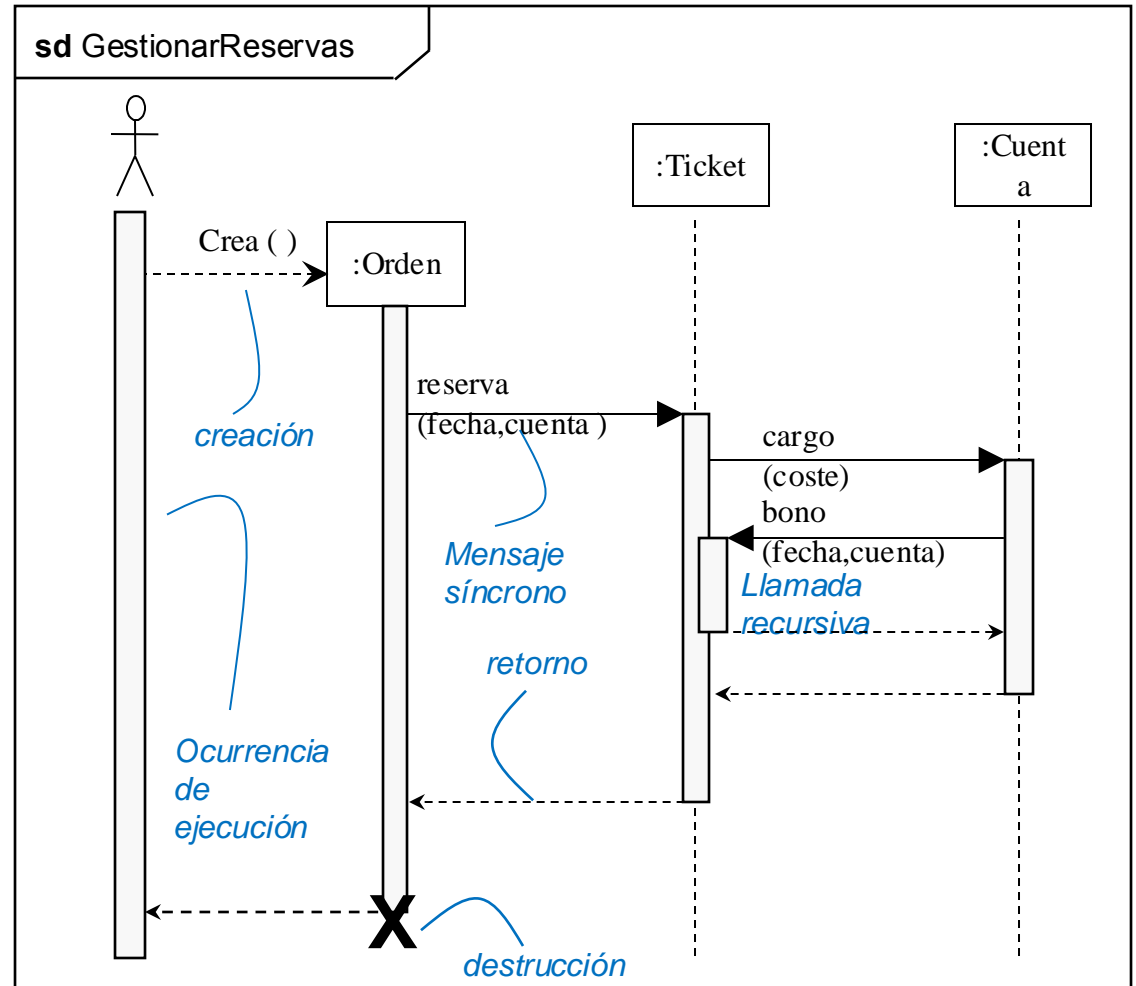 sd GestionarReservas
:Ticket
:Cuent
a
Crea ( )
:Orden
reserva
(fecha,cuenta )
creación
cargo
(coste)
bono
(fecha,cuenta)
Mensaje
síncrono
Llamada
recursiva
retorno
Ocurrencia
de
ejecución
X
destrucción